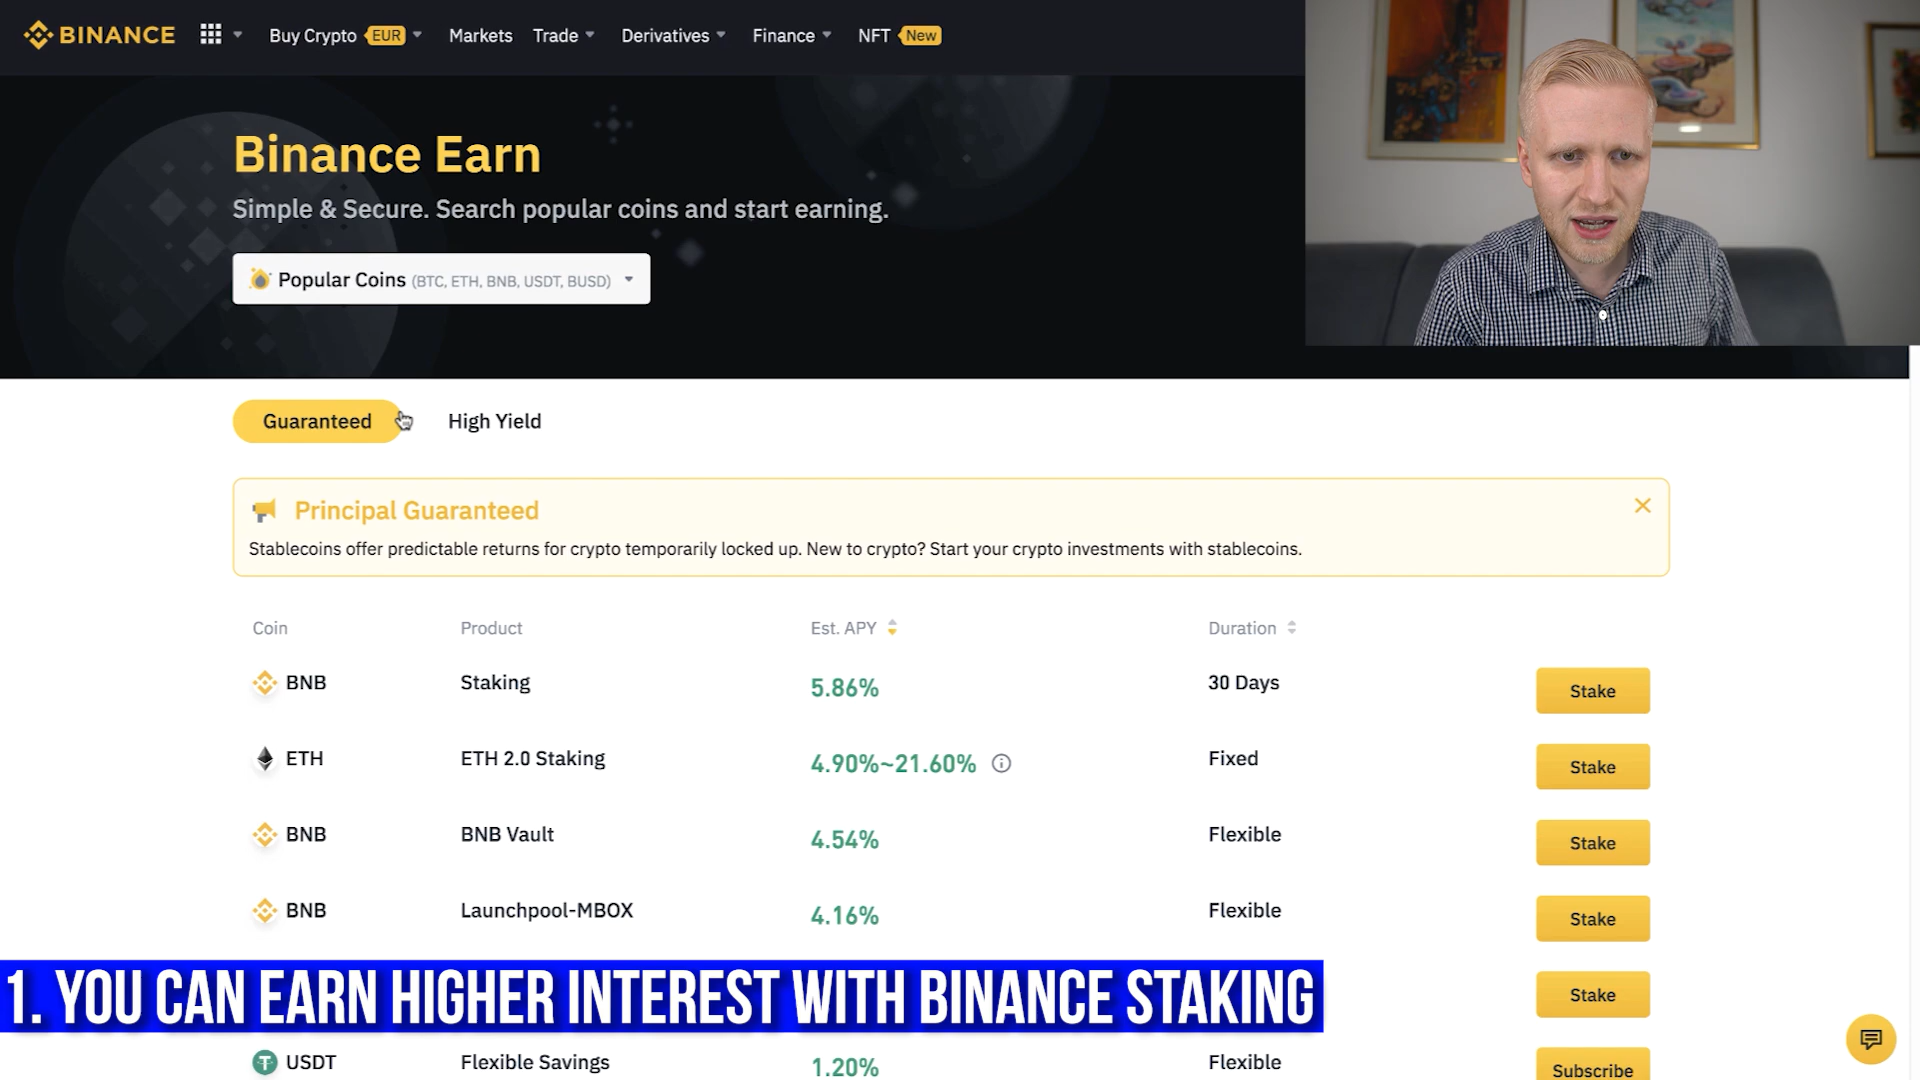 BINANCE Buy Crypto EUR Markets Trade Derivatives Finance NFT New
Binance Earn
Simple & Secure. Search popular coins and start earning.
Popular Coins (BTC, ETH, BNB, USDT, BUSD)
Guaranteed High Yield
Principal Guaranteed
Stablecoins offer predictable returns for crypto temporarily locked up. New to crypto? Start your crypto investments with stablecoins.
Coin Product Est. APY Duration
BNB Staking 5.86% 30 Days Stake
ETH ETH 2.0 Staking 4.90%~21.60% Fixed Stake
BNB BNB Vault 4.54% Flexible Stake
BNB Launchpool-MBOX 4.16% Flexible Stake
1. YOU CAN EARN HIGHER INTEREST WITH BINANCE STAKING Stake
USDT Flexible Savings 1.20% Flexible Subscribe